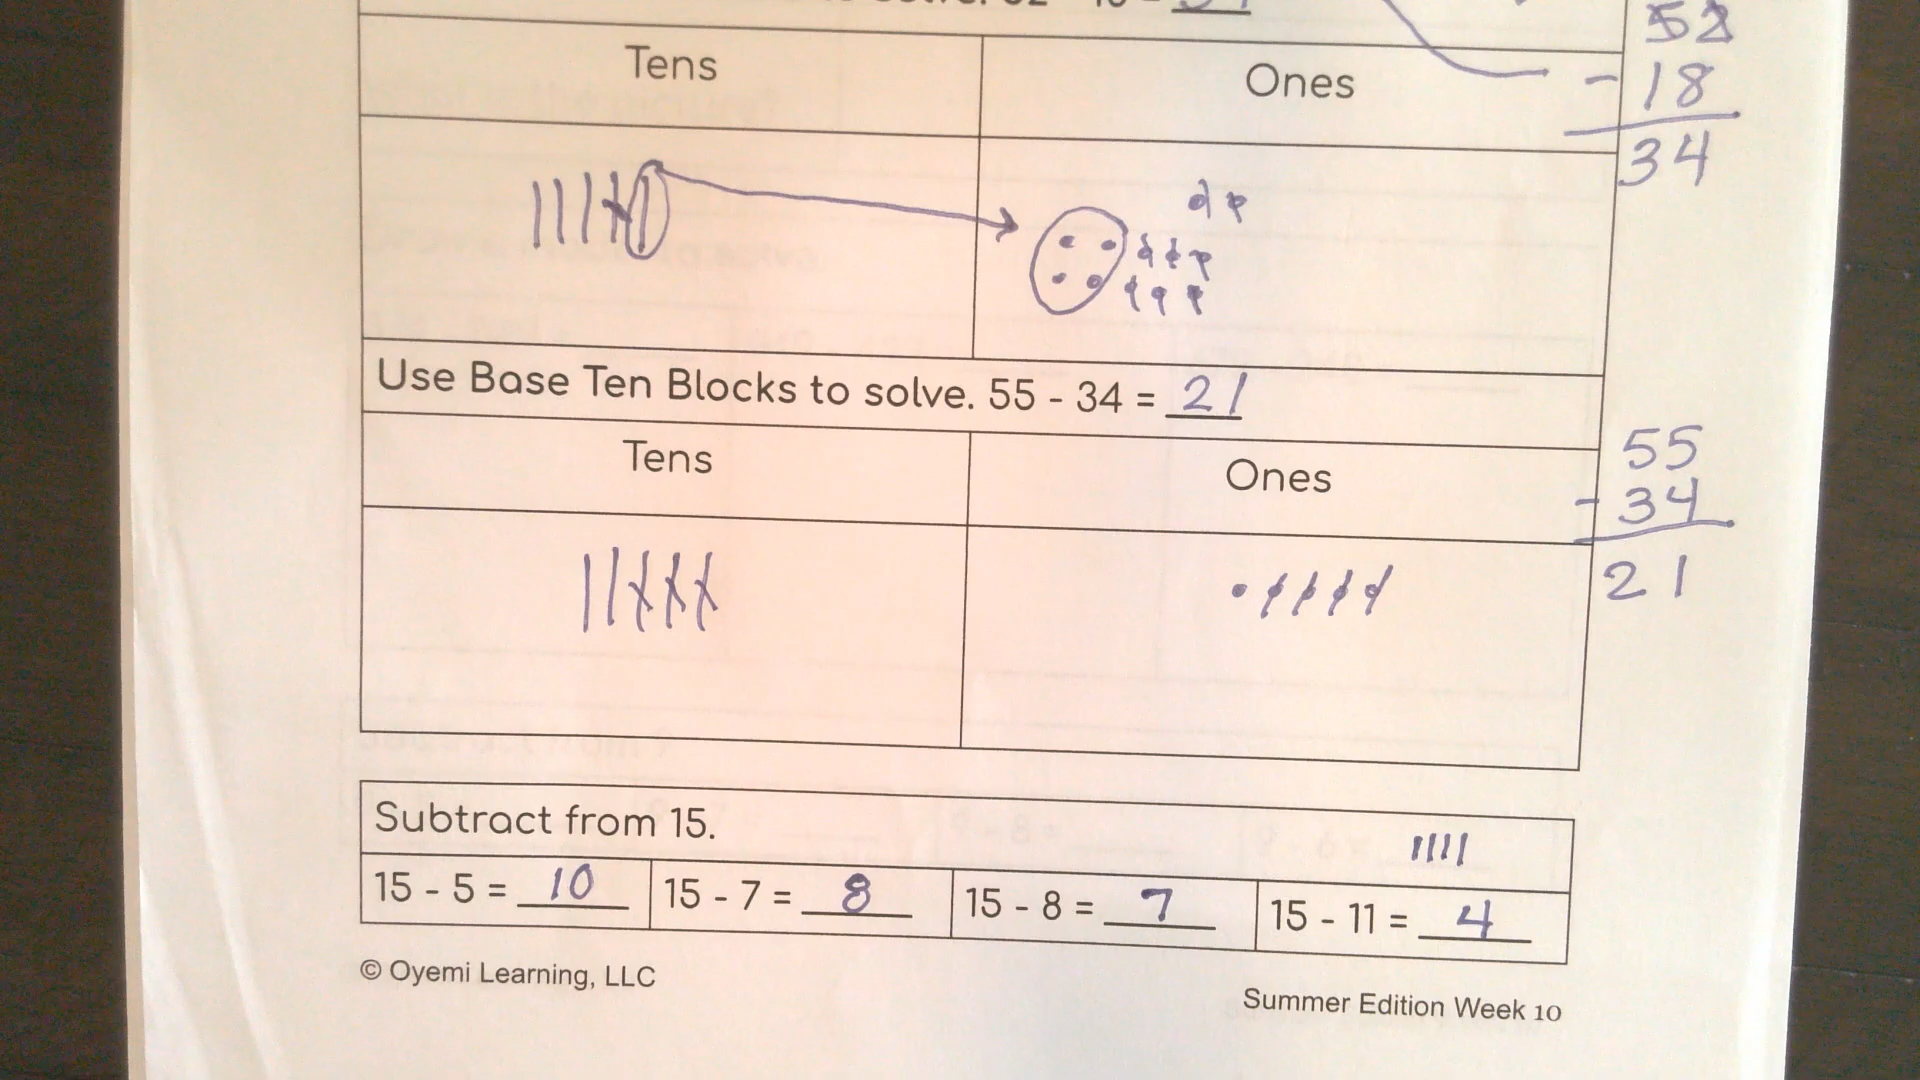 52
Tens Ones
- 18
34
Use Base Ten Blocks to solve. 55 - 34 = 21
55
Tens Ones
- 34
21
Subtract from 15.
15 - 5 = 10 15 - 7 = 8 15 - 8 = 7 15 - 11 = 4
© Oyemi Learning, LLC
Summer Edition Week 10